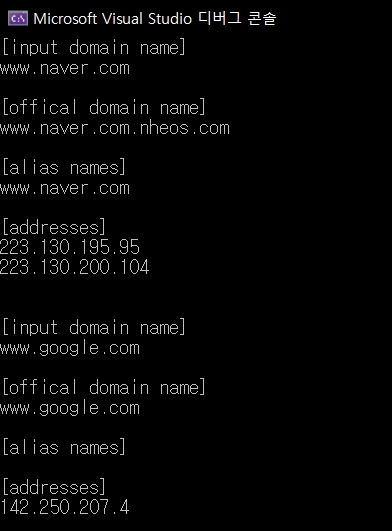 Microsoft Visual Studio 디버그 콘솔
[input domain name]
www.naver.com
[offical domain name]
www.naver.com.nheos.com
[alias names]
www.naver.com
[addresses]
223.130.195.95
223.130.200.104
[input domain name]
www.google.com
[offical domain name]
www.google.com
[alias names]
[addresses]
142.250.207.4